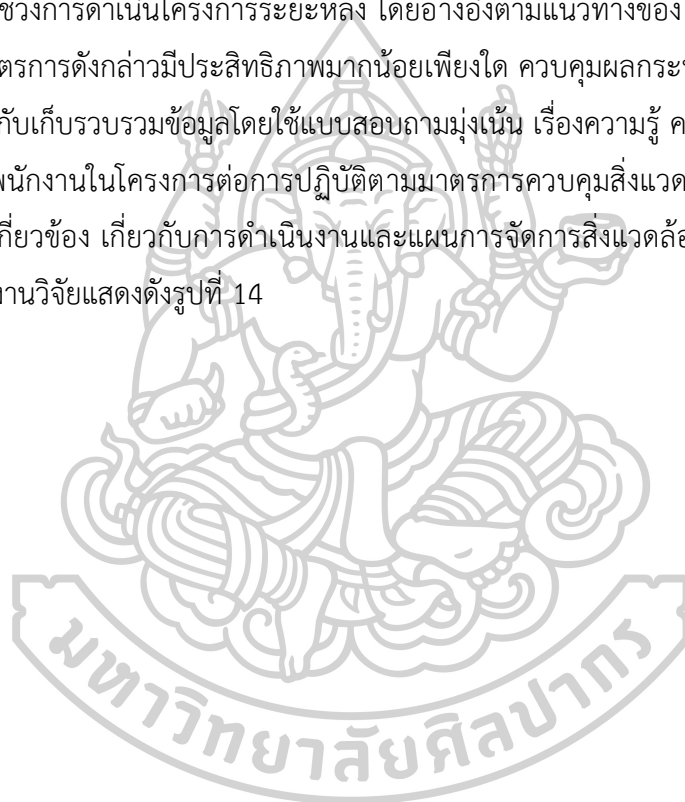 ช่วงการดำเนินโครงการระยะหลัง โดยอ้างอิงตามแนวทางของ
ตรการดังกล่าวมีประสิทธิภาพมากน้อยเพียงใด ควบคุมผลกระท
กับเก็บรวบรวมข้อมูลโดยใช้แบบสอบถามมุ่งเน้น เรื่องความรู้ ค
พนักงานในโครงการต่อการปฏิบัติตามมาตรการควบคุมสิ่งแวด
กี่ยวข้อง เกี่ยวกับการดำเนินงานและแผนการจัดการสิ่งแวดล้อ
งานวิจัยแสดงดังรูปที่ 14
มหาวิทยาลัยศิลปากร